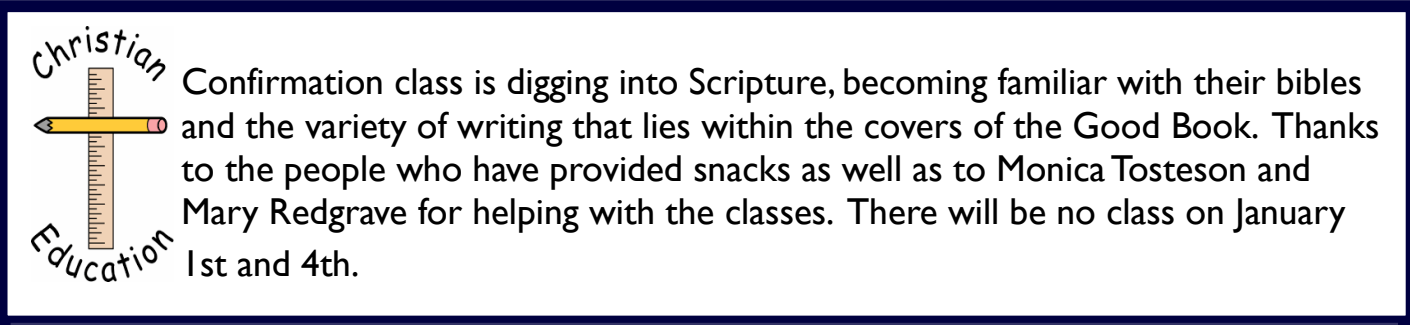 Christian
Education
Confirmation class is digging into Scripture, becoming familiar with their bibles
and the variety of writing that lies within the covers of the Good Book. Thanks
to the people who have provided snacks as well as to Monica Tosteson and
Mary Redgrave for helping with the classes. There will be no class on January
1st and 4th.